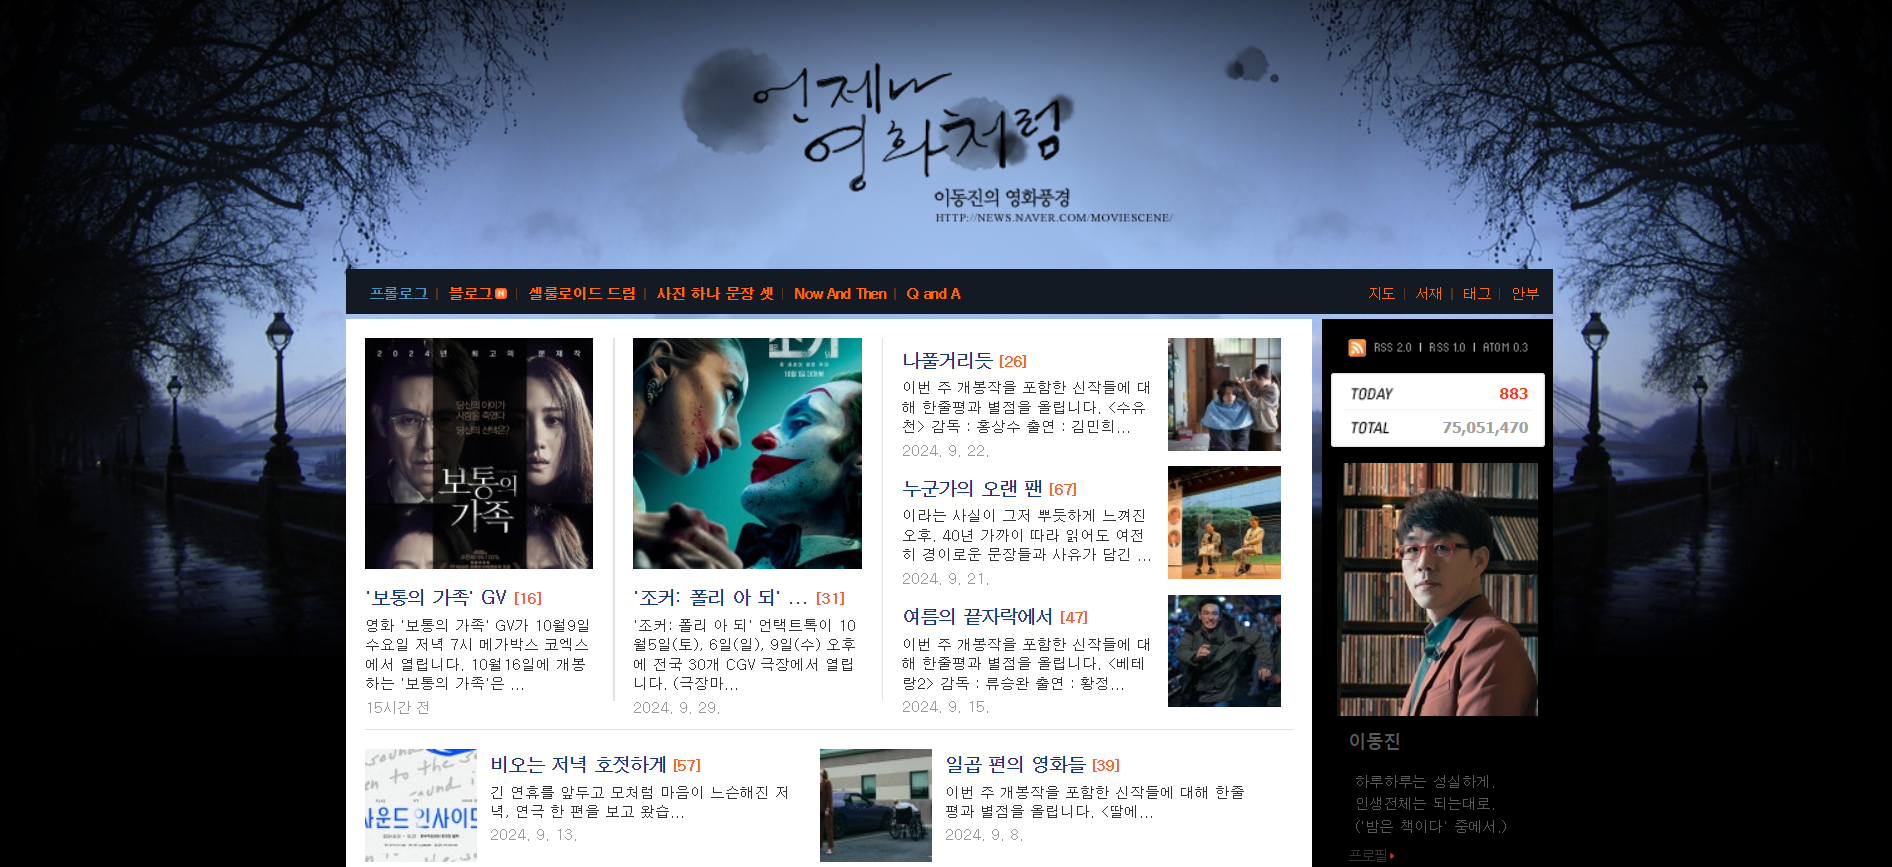 언제나
영화처럼
이동진의 영화풍경
HTTP://NEWS.NAVER.COM/MOVIESCENE/
프롤로그 | 블로그 N | 셀룰로이드 드림 | 사진 하나 문장 셋 | Now And Then | Q and A
지도 | 서재 | 태그 | 안부
2024년 최고의 문제작
당신의 아이가
사람을 죽였다
당신의 선택은?
보통의
가족
'보통의 가족' GV [16]
영화 '보통의 가족' GV가 10월9일
수요일 저녁 7시 메가박스 코엑스
에서 열립니다. 10월16일에 개봉
하는 '보통의 가족'은 ...
15시간 전
조커
10월 1일 대개봉
'조커: 폴리 아 되' ... [31]
'조커: 폴리 아 되' 언택트톡이 10
월5일(토), 6일(일), 9일(수) 오후
에 전국 30개 CGV 극장에서 열립
니다. (극장마...
2024. 9. 29.
나풀거리듯 [26]
이번 주 개봉작을 포함한 신작들에 대
해 한줄평과 별점을 올립니다. <수유
천> 감독 : 홍상수 출연 : 김민희...
2024. 9. 22.
누군가의 오랜 팬 [67]
이라는 사실이 그저 뿌듯하게 느껴진
오후. 40년 가까이 따라 읽어도 여전
히 경이로운 문장들과 사유가 담긴 ...
2024. 9. 21.
여름의 끝자락에서 [47]
이번 주 개봉작을 포함한 신작들에 대
해 한줄평과 별점을 올립니다. <베테
랑2> 감독 : 류승완 출연 : 황정...
2024. 9. 15.
사운드 인사이드
비오는 저녁 호젓하게 [57]
긴 연휴를 앞두고 모처럼 마음이 느슨해진 저
녁, 연극 한 편을 보고 왔습...
2024. 9. 13.
일곱 편의 영화들 [39]
이번 주 개봉작을 포함한 신작들에 대해 한줄
평과 별점을 올립니다. <딸에...
2024. 9. 8.
RSS 2.0 | RSS 1.0 | ATOM 0.3
TODAY 883
TOTAL 75,051,470
이동진
하루하루는 성실하게,
인생전체는 되는대로.
('밤은 책이다' 중에서.)
프로필